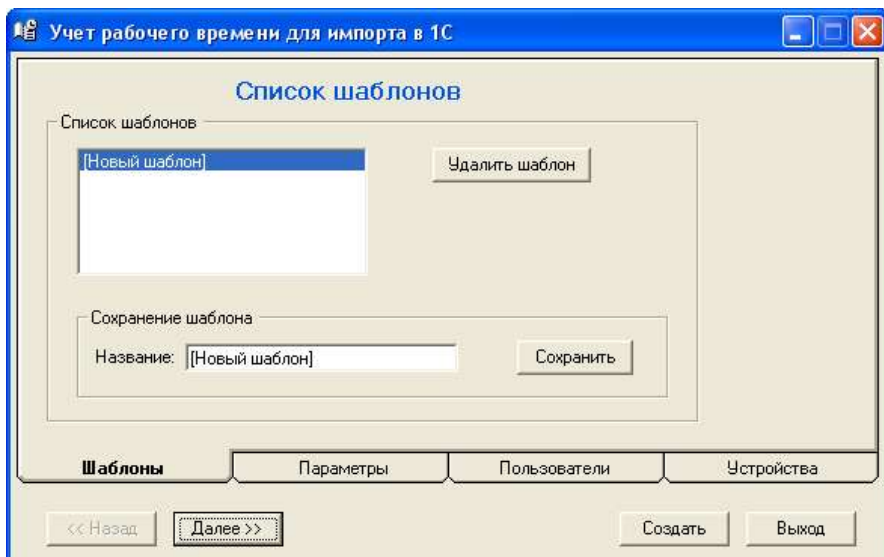 Учет рабочего времени для импорта в 1С
Список шаблонов
Список шаблонов
[Новый шаблон]
Удалить шаблон
Сохранение шаблона
Название: [Новый шаблон] Сохранить
Шаблоны Параметры Пользователи Устройства
<< Назад Далее >> Создать Выход